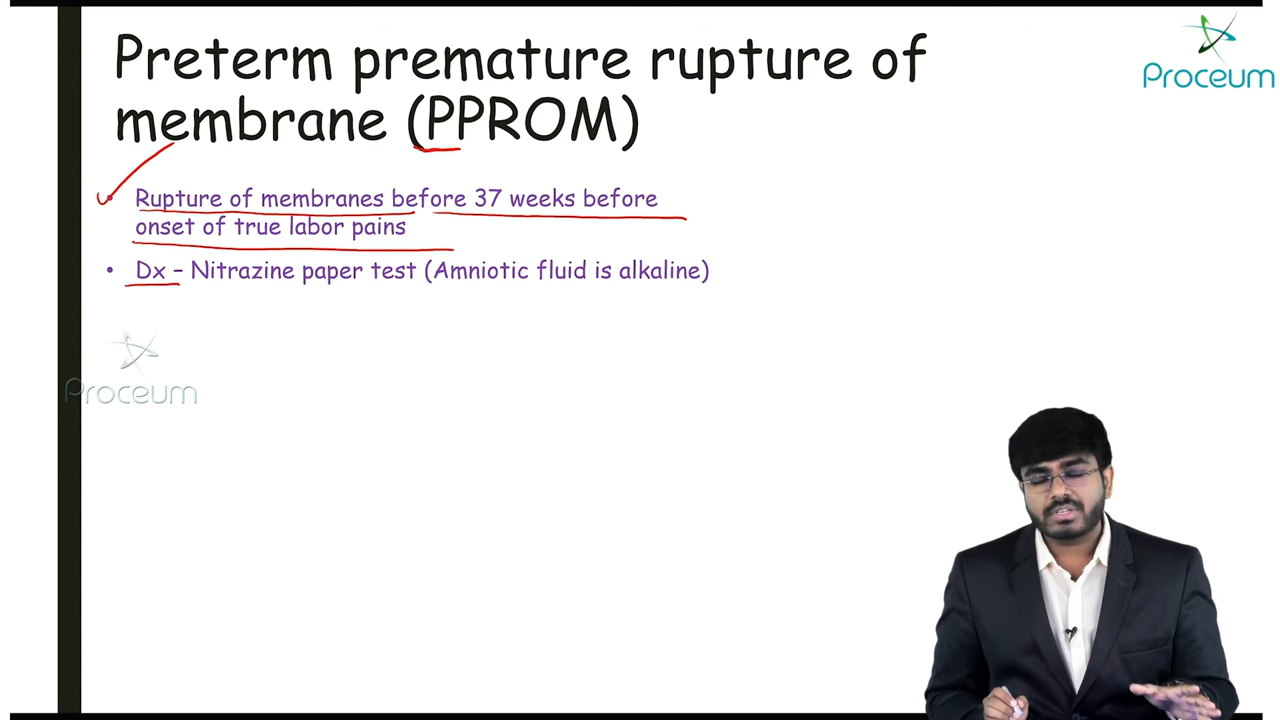 Preterm premature rupture of
membrane (PPROM)
Proceum
Rupture of membranes before 37 weeks before
onset of true labor pains
• Dx – Nitrazine paper test (Amniotic fluid is alkaline)
Proceum